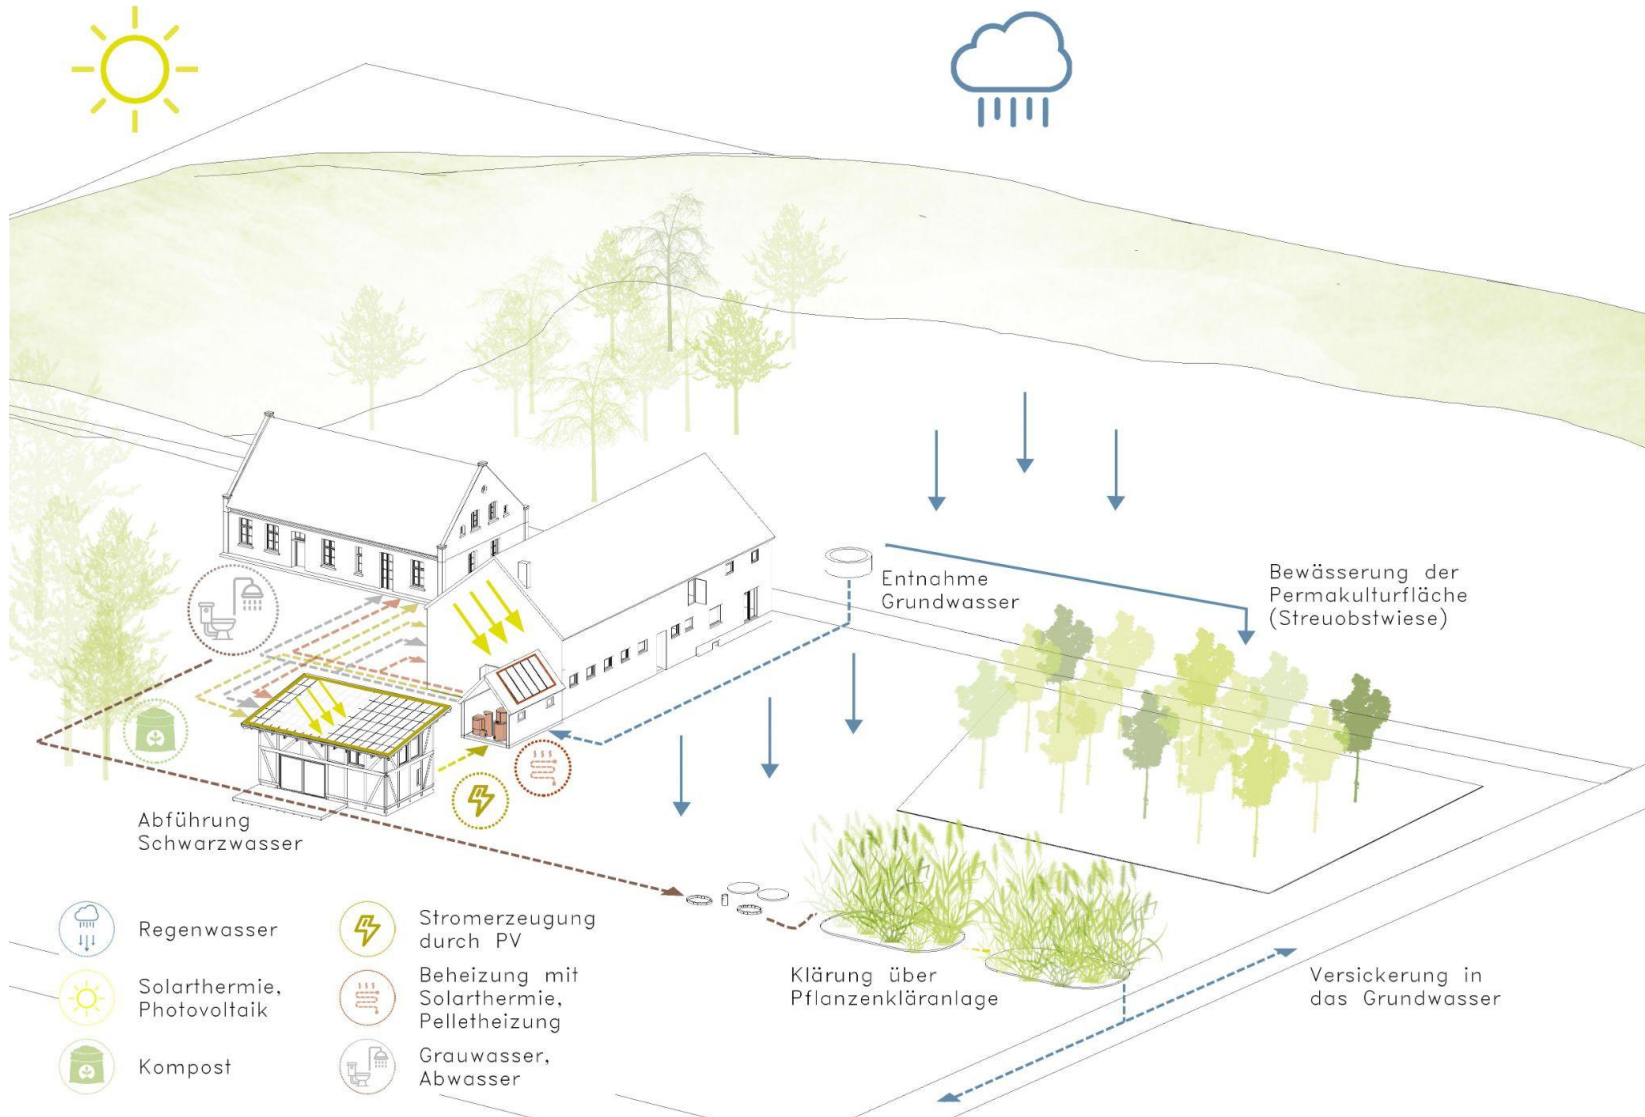 Entnahme
Grundwasser
Bewässerung der
Permakulturfläche
(Streuobstwiese)
Abführung
Schwarzwasser
Klärung über
Pflanzenkläranlage
Versickerung in
das Grundwasser
Regenwasser
Solarthermie,
Photovoltaik
Kompost
Stromerzeugung
durch PV
Beheizung mit
Solarthermie,
Pelletheizung
Grauwasser,
Abwasser